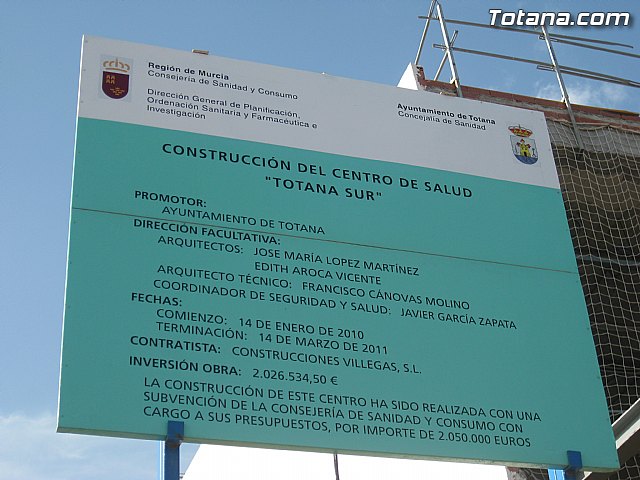 Totana.com
Región de Murcia
Consejería de Sanidad y Consumo
Dirección General de Planificación,
Ordenación Sanitaria y Farmacéutica e
Investigación
Ayuntamiento de Totana
Concejalia de Sanidad
CONSTRUCCIÓN DEL CENTRO DE SALUD
"TOTANA SUR"
PROMOTOR:
AYUNTAMIENTO DE TOTANA
DIRECCIÓN FACULTATIVA:
ARQUITECTOS: JOSE MARÍA LOPEZ MARTÍNEZ
EDITH AROCA VICENTE
ARQUITECTO TÉCNICO: FRANCISCO CÁNOVAS MOLINO
COORDINADOR DE SEGURIDAD Y SALUD: JAVIER GARCÍA ZAPATA
FECHAS:
COMIENZO: 14 DE ENERO DE 2010
TERMINACIÓN: 14 DE MARZO DE 2011
CONTRATISTA: CONSTRUCCIONES VILLEGAS, S.L.
INVERSIÓN OBRA: 2.026.534,50 €
LA CONSTRUCCIÓN DE ESTE CENTRO HA SIDO REALIZADA CON UNA
SUBVENCIÓN DE LA CONSEJERÍA DE SANIDAD Y CONSUMO CON
CARGO A SUS PRESUPUESTOS, POR IMPORTE DE 2.050.000 EUROS